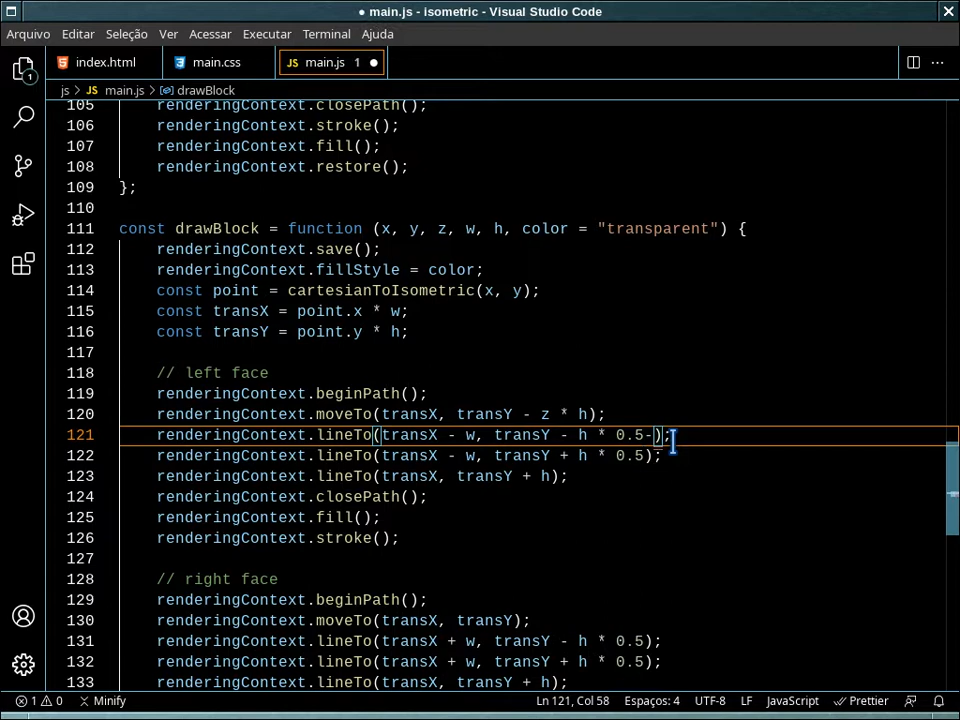 ● main.js - isometric - Visual Studio Code
Arquivo Editar Seleção Ver Acessar Executar Terminal Ajuda
index.html main.css JS main.js 1 ●
js > JS main.js > drawBlock
105 renderingContext.closePath();
106 renderingContext.stroke();
107 renderingContext.fill();
108 renderingContext.restore();
109 };
110
111 const drawBlock = function (x, y, z, w, h, color = "transparent") {
112 renderingContext.save();
113 renderingContext.fillStyle = color;
114 const point = cartesianToIsometric(x, y);
115 const transX = point.x * w;
116 const transY = point.y * h;
117
118 // left face
119 renderingContext.beginPath();
120 renderingContext.moveTo(transX, transY - z * h);
121 renderingContext.lineTo(transX - w, transY - h * 0.5-);
122 renderingContext.lineTo(transX - w, transY + h * 0.5);
123 renderingContext.lineTo(transX, transY + h);
124 renderingContext.closePath();
125 renderingContext.fill();
126 renderingContext.stroke();
127
128 // right face
129 renderingContext.beginPath();
130 renderingContext.moveTo(transX, transY);
131 renderingContext.lineTo(transX + w, transY - h * 0.5);
132 renderingContext.lineTo(transX + w, transY + h * 0.5);
133 renderingContext.lineTo(transX, transY + h);
1 0 Minify Ln 121, Col 58 Espaços: 4 UTF-8 LF JavaScript Prettier